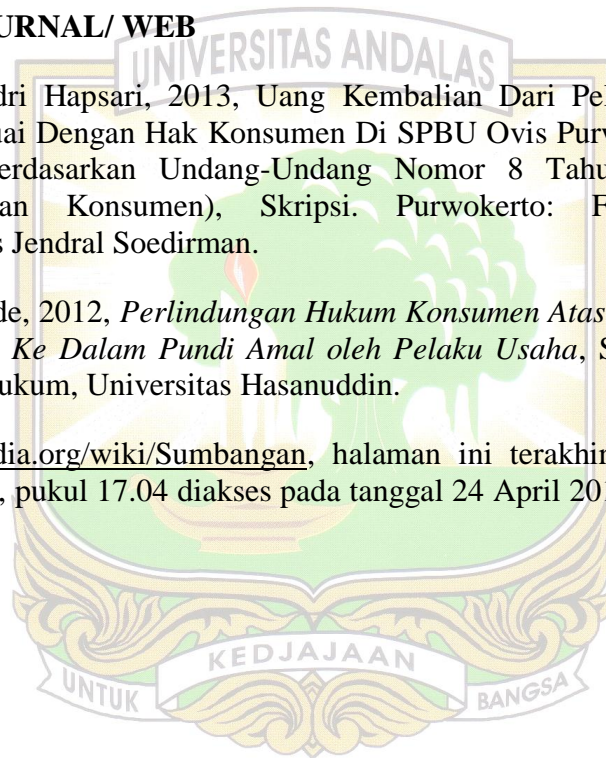 URNAL/ WEB
UNIVERSITAS ANDALAS
dri Hapsari, 2013, Uang Kembalian Dari Pel
uai Dengan Hak Konsumen Di SPBU Ovis Purw
erdasarkan Undang-Undang Nomor 8 Tahu
an Konsumen), Skripsi. Purwokerto: F
s Jendral Soedirman.
de, 2012, Perlindungan Hukum Konsumen Atas
Ke Dalam Pundi Amal oleh Pelaku Usaha, S
ukum, Universitas Hasanuddin.
dia.org/wiki/Sumbangan, halaman ini terakhir
, pukul 17.04 diakses pada tanggal 24 April 201
UNTUK KEDJAJAAN BANGSA